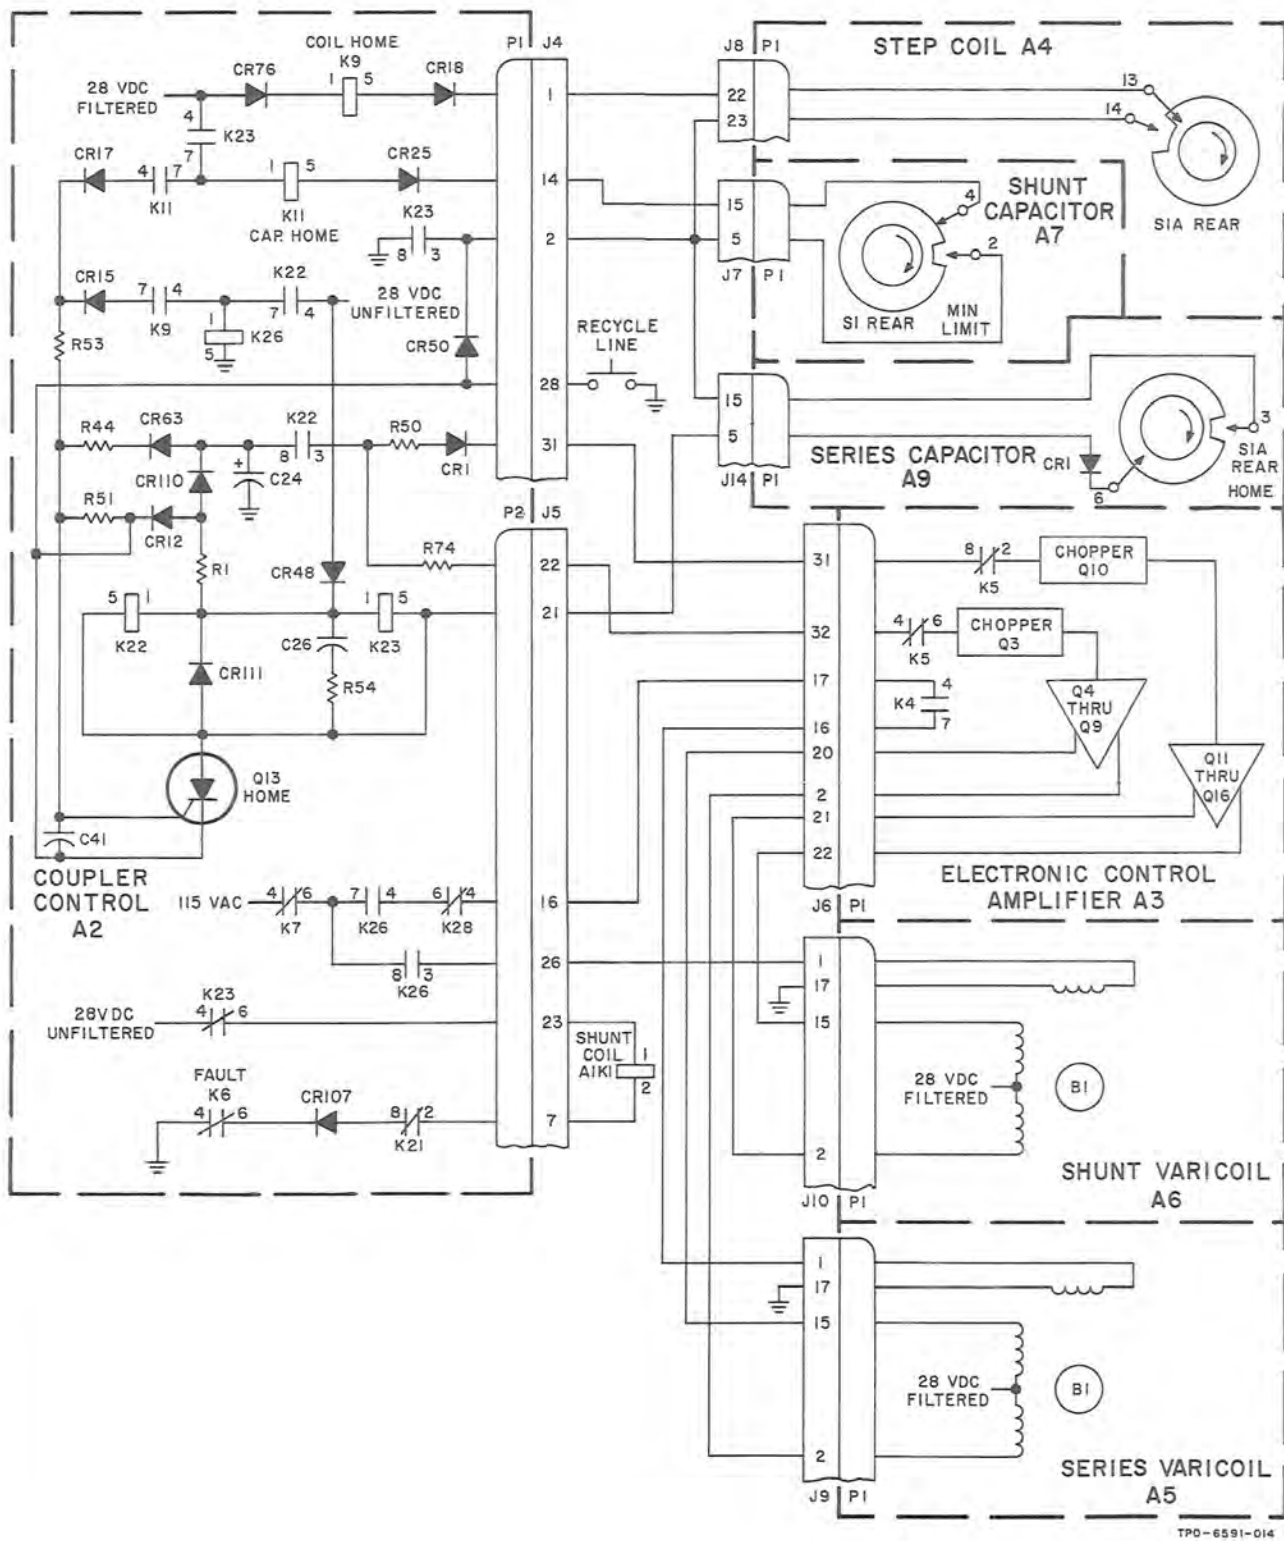 COIL HOME
P1 J4
J8 P1
STEP COIL A4
28 VDC
FILTERED
CR76
1 K9 5
CR18
1
22
23
13
14
4
K23
7
CR17
4 7
K11
1 5
K11
CAP. HOME
CR25
14
K23
8 3
2
15
5
J7 P1
SHUNT
CAPACITOR
A7
4
2
SI REAR
MIN
LIMIT
SIA REAR
CR15
7 4
K9
1
5
K26
K22
7 4
28 VDC
UNFILTERED
R53
CR50
RECYCLE
LINE
28
R44
CR63
K22
8 3
R50
CR1
31
CR110
+
C24
R51
CR12
15
5
J14 P1
SERIES CAPACITOR
A9
CR1
6
3
SIA
REAR
HOME
P2 J5
R1
CR48
R74
22
21
5 1
K22
1 5
K23
C26
CR111
R54
31
8 2
K5
CHOPPER
Q10
32
4 6
K5
CHOPPER
Q3
17
4
K4
7
16
20
2
21
22
Q4
THRU
Q9
Q11
THRU
Q16
Q13
HOME
C41
COUPLER
CONTROL
A2
ELECTRONIC CONTROL
AMPLIFIER A3
J6 P1
115 VAC
4 6
K7
7 4
K26
6 4
K28
16
8 3
K26
26
1
17
15
K23
4 6
28V DC
UNFILTERED
23
SHUNT
COIL
A1K1
1
2
FAULT
K6
4 6
CR107
8 2
K21
7
28 VDC
FILTERED
B1
2
J10 P1
SHUNT VARICOIL
A6
1
17
15
28 VDC
FILTERED
B1
2
J9 P1
SERIES VARICOIL
A5
TPO-6591-014